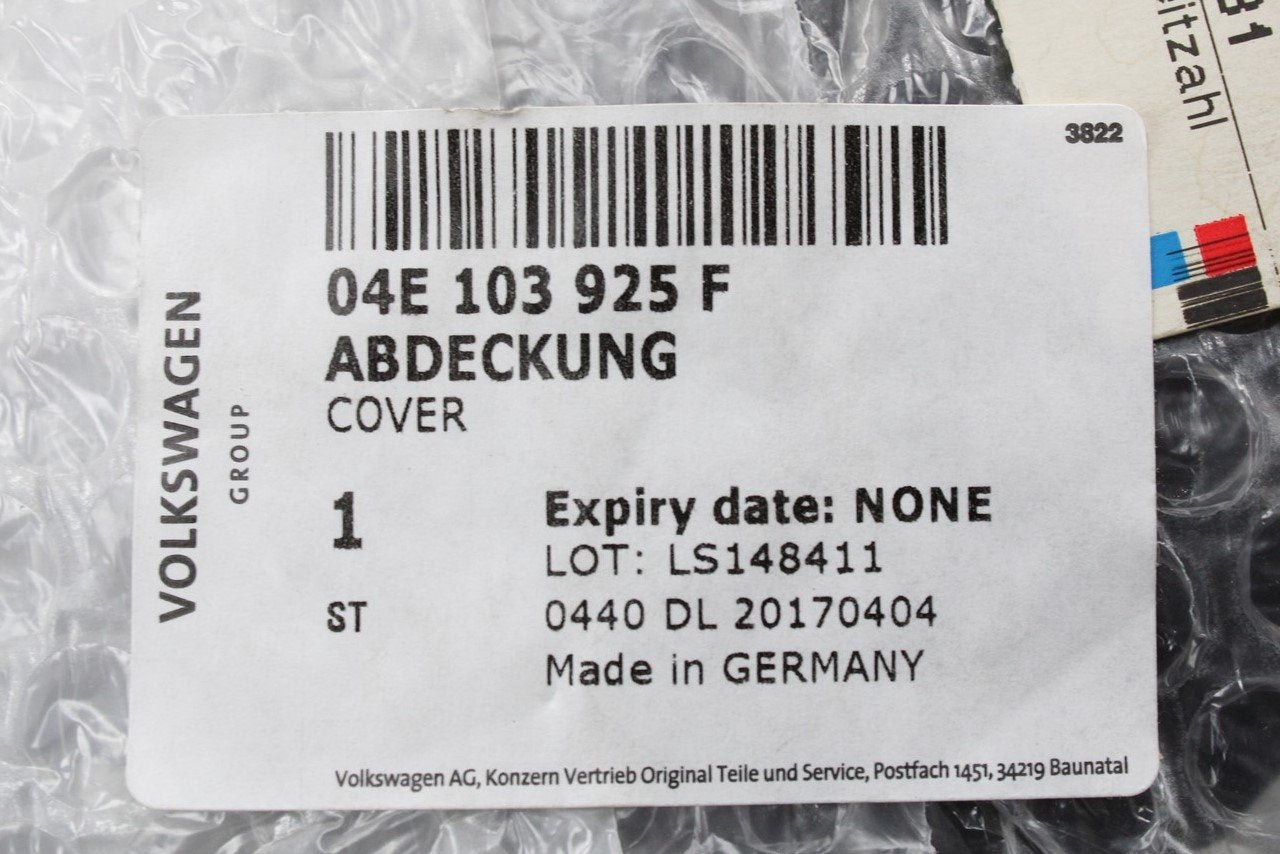 3822
04E 103 925 F
ABDECKUNG
COVER
VOLKSWAGEN
GROUP
1
Expiry date: NONE
LOT: LS148411
ST
0440 DL 20170404
Made in GERMANY
Volkswagen AG, Konzern Vertrieb Original Teile und Service, Postfach 1451, 34219 Baunatal